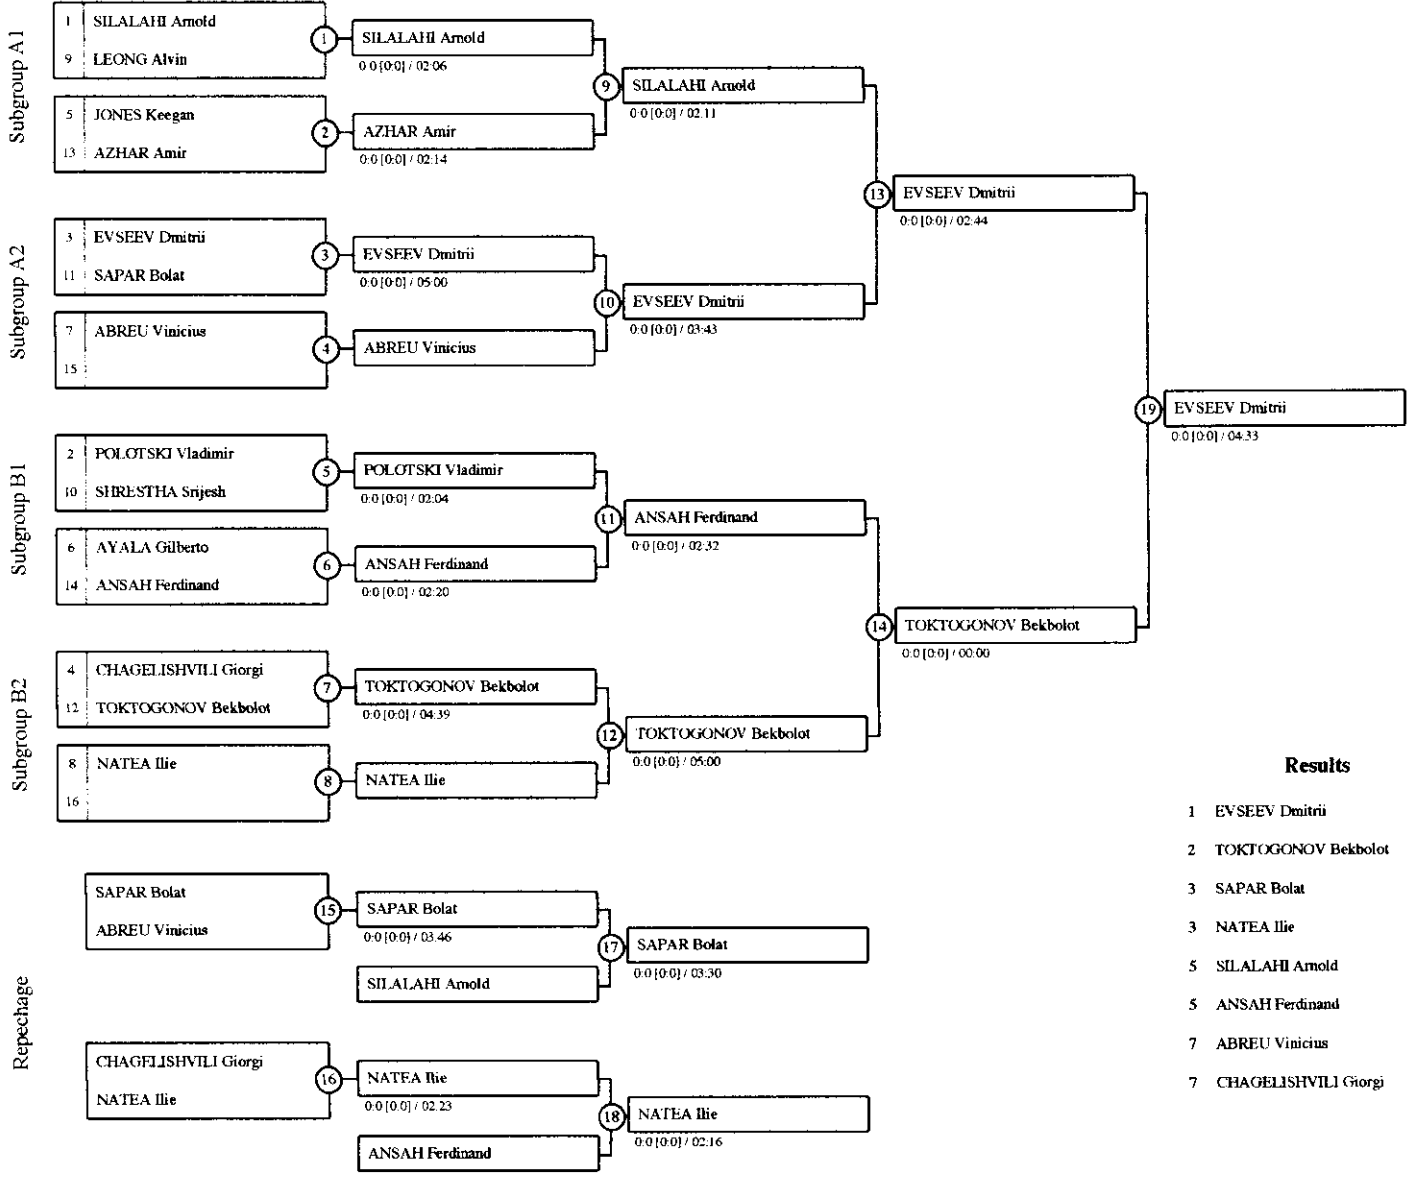 Subgroup A1
1 SILALAHI Arnold
9 LEONG Alvin
1
SILALAHI Arnold
0:0 [0:0] / 02:06
5 JONES Keegan
13 AZHAR Amir
2
AZHAR Amir
0:0 [0:0] / 02:14
9
SILALAHI Arnold
0:0 [0:0] / 02:11
Subgroup A2
3 EVSEEV Dmitrii
11 SAPAR Bolat
3
EVSEEV Dmitrii
0:0 [0:0] / 05:00
7 ABREU Vinicius
15
4
ABREU Vinicius
10
EVSEEV Dmitrii
0:0 [0:0] / 03:43
13
EVSEEV Dmitrii
0:0 [0:0] / 02:44
Subgroup B1
2 POLOTSKI Vladimir
10 SHRESTHA Srijesh
5
POLOTSKI Vladimir
0:0 [0:0] / 02:04
6 AYALA Gilberto
14 ANSAH Ferdinand
6
ANSAH Ferdinand
0:0 [0:0] / 02:20
11
ANSAH Ferdinand
0:0 [0:0] / 02:32
Subgroup B2
4 CHAGELISHVILI Giorgi
12 TOKTOGONOV Bekbolot
7
TOKTOGONOV Bekbolot
0:0 [0:0] / 04:39
8 NATEA Ilie
16
8
NATEA Ilie
12
TOKTOGONOV Bekbolot
0:0 [0:0] / 05:00
14
TOKTOGONOV Bekbolot
0:0 [0:0] / 00:00
19
EVSEEV Dmitrii
0:0 [0:0] / 04:33
Repechage
SAPAR Bolat
ABREU Vinicius
15
SAPAR Bolat
0:0 [0:0] / 03:46
SILALAHI Arnold
17
SAPAR Bolat
0:0 [0:0] / 03:30
CHAGELISHVILI Giorgi
NATEA Ilie
16
NATEA Ilie
0:0 [0:0] / 02:23
ANSAH Ferdinand
18
NATEA Ilie
0:0 [0:0] / 02:16
Results
1 EVSEEV Dmitrii
2 TOKTOGONOV Bekbolot
3 SAPAR Bolat
3 NATEA Ilie
5 SILALAHI Arnold
5 ANSAH Ferdinand
7 ABREU Vinicius
7 CHAGELISHVILI Giorgi